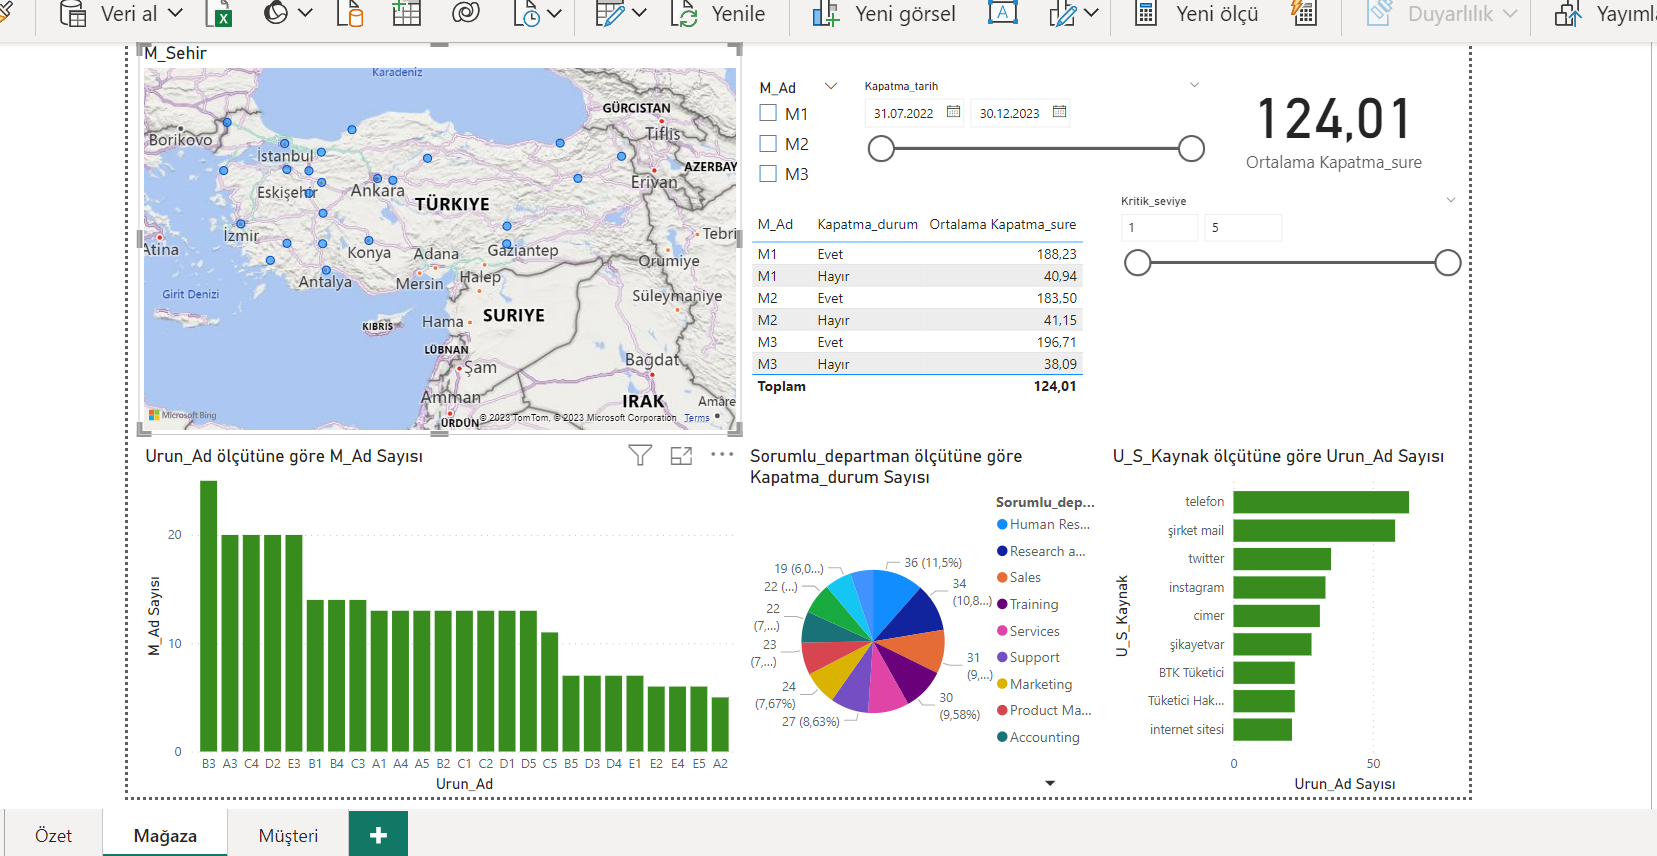 Veri al
Yenile
Yeni görsel
Yeni ölçü
Duyarlılık
M_Sehir
Karadeniz
GÜRCISTAN
Borikovo
Tiflis
İstanbul
AZERBAY
Eskişehir
Ankara
Erivan
TÜRKIYE
Atina
İzmir
Konya
Adana
Gaziantep
Tebri
Antalya
Mersin
Halep
Orumiye
Girit Denizi
Süleymaniye
KIBRIS
Hama
SURIYE
LÜBNAN
Şam
Bağdat
Amman
IRAK
Amâre
Microsoft Bing
ÜRDÜN
© 2023 TomTom, © 2023 Microsoft Corporation Terms
M_Ad
M1
M2
M3
Kapatma_tarih
31.07.2022
30.12.2023
124,01
Ortalama Kapatma_sure
Kritik_seviye
1
5
M_Ad Kapatma_durum Ortalama Kapatma_sure
M1 Evet 188,23
M1 Hayır 40,94
M2 Evet 183,50
M2 Hayır 41,15
M3 Evet 196,71
M3 Hayır 38,09
Toplam 124,01
Urun_Ad ölçütüne göre M_Ad Sayısı
M_Ad Sayısı
20
10
0
B3 A3 C4 D2 E3 B1 B4 C3 A1 A4 A5 B2 C1 C2 D1 D5 C5 B5 D3 D4 E1 E2 E4 E5 A2
Urun_Ad
Sorumlu_departman ölçütüne göre
Kapatma_durum Sayısı
36 (11,5%)
34
(10,8...)
31
(9,...)
30
(9,58%)
27 (8,63%)
24
(7,67%)
23
(7,...)
22
(7,...)
22 (...)
19 (6,0...)
Sorumlu_dep...
Human Res...
Research a...
Sales
Training
Services
Support
Marketing
Product Ma...
Accounting
U_S_Kaynak ölçütüne göre Urun_Ad Sayısı
U_S_Kaynak
telefon
şirket mail
twitter
instagram
cimer
şikayetvar
BTK Tüketici
Tüketici Hak...
internet sitesi
0 50
Urun_Ad Sayısı
Özet
Mağaza
Müşteri